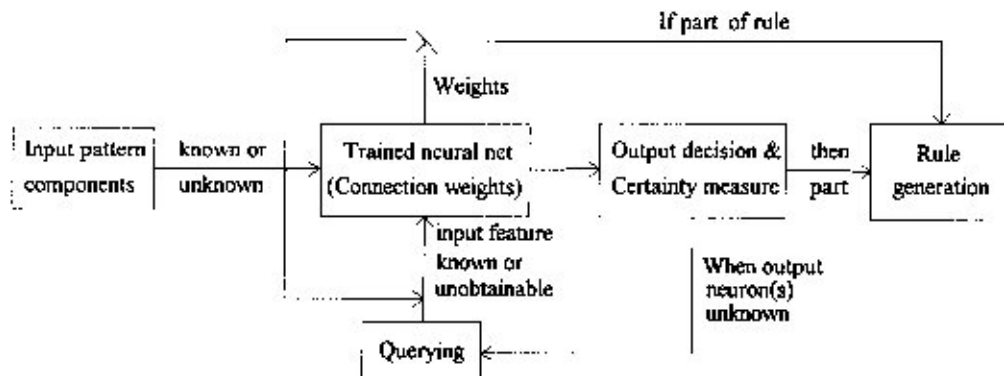 If part of rule
Weights
Input pattern
components
known or
unknown
Trained neural net
(Connection weights)
Output decision &
Certainty measure
then
part
Rule
generation
input feature
known or
unobtainable
When output
neuron(s)
unknown
Querying